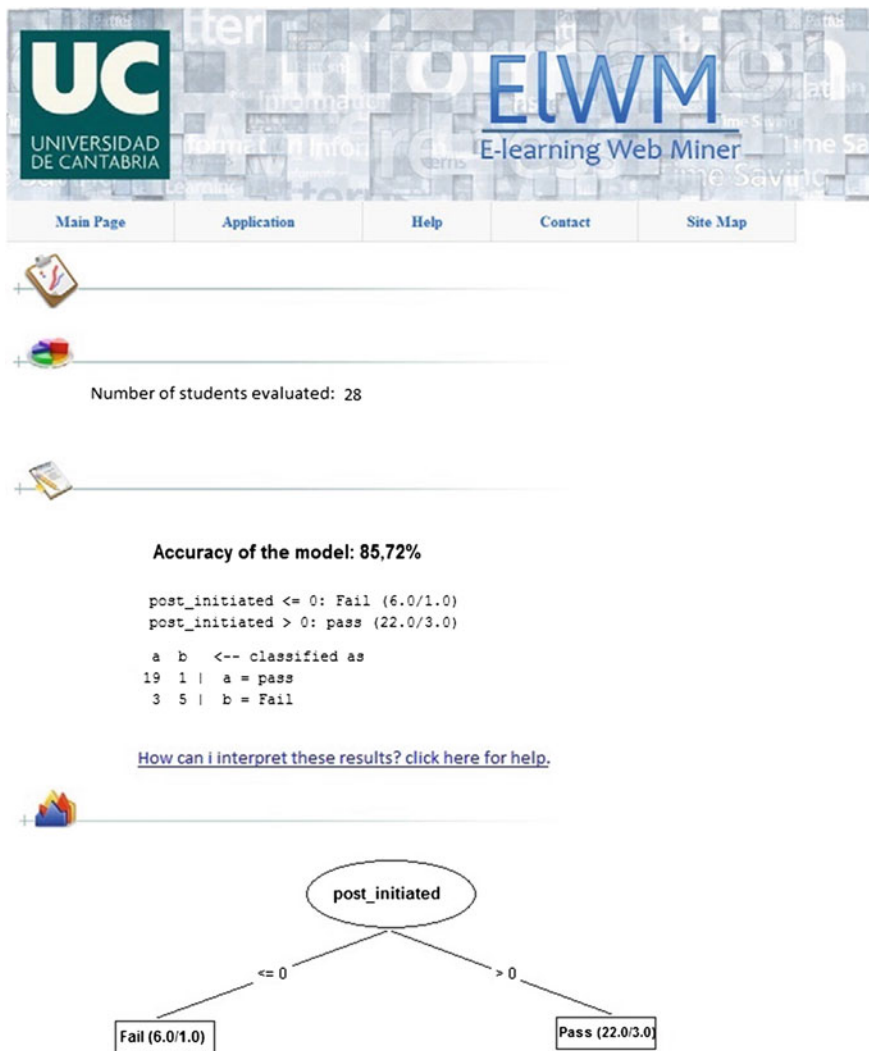 UC
UNIVERSIDAD
DE CANTABRIA
ElWM
E-learning Web Miner
Main Page Application Help Contact Site Map
Number of students evaluated: 28
Accuracy of the model: 85,72%
post_initiated <= 0: Fail (6.0/1.0)
post_initiated > 0: pass (22.0/3.0)
a b <-- classified as
19 1 | a = pass
3 5 | b = Fail
How can i interpret these results? click here for help.
post_initiated
<= 0 > 0
Fail (6.0/1.0) Pass (22.0/3.0)